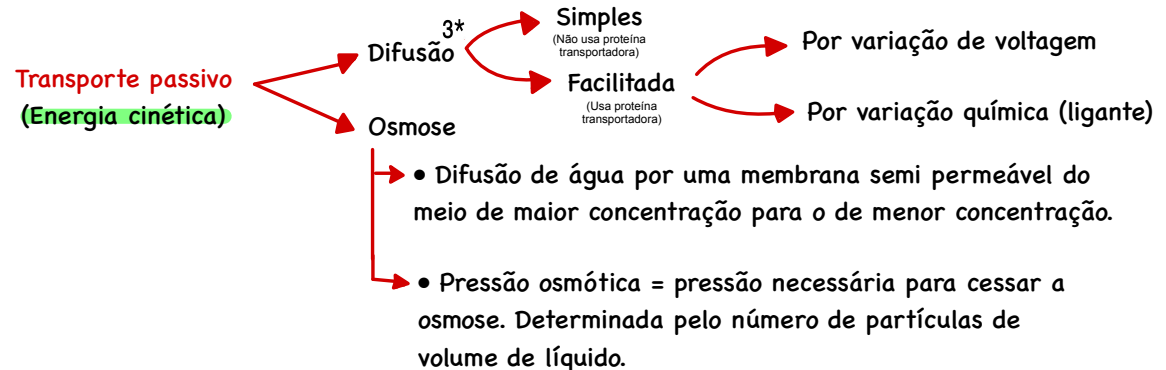 3*
Simples
(Não usa proteína
transportadora)
Difusão
Por variação de voltagem
Transporte passivo
Facilitada
(Energia cinética)
(Usa proteína
transportadora)
Por variação química (ligante)
Osmose
• Difusão de água por uma membrana semi permeável do
meio de maior concentração para o de menor concentração.
• Pressão osmótica = pressão necessária para cessar a
osmose. Determinada pelo número de partículas de
volume de líquido.